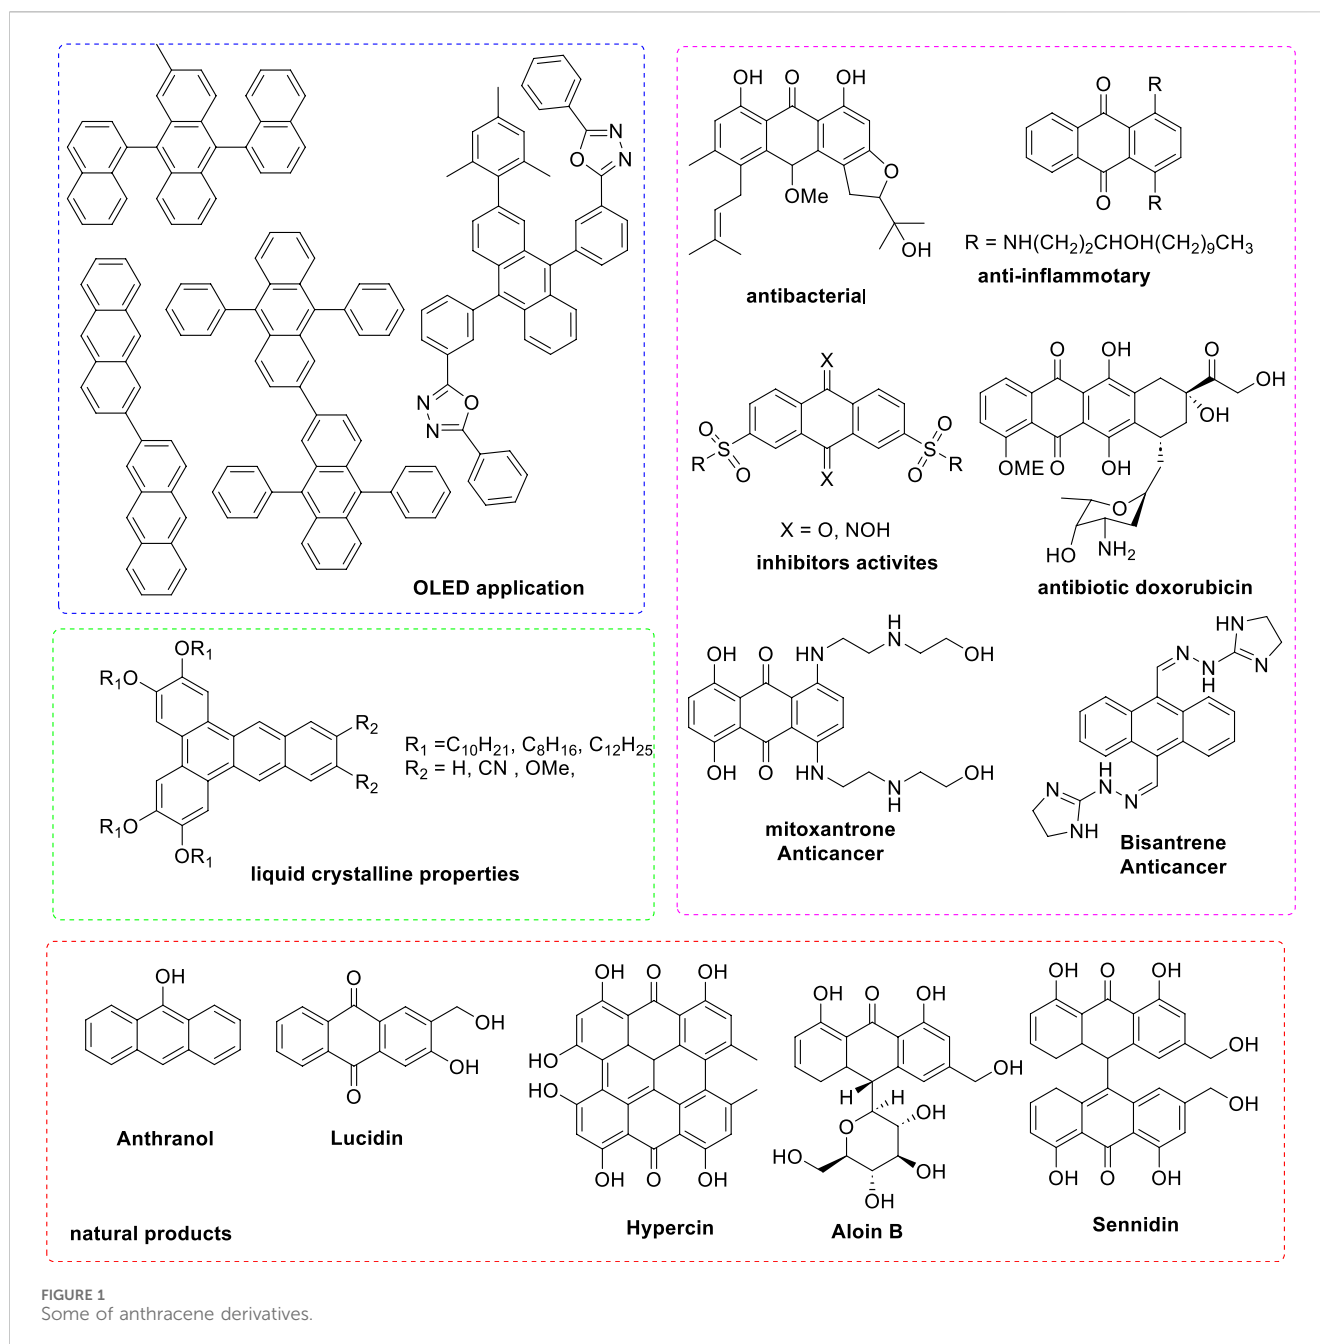 N
N
O
O
N
N
OLED application
OH
O
OH
O
OMe
OH
antibacterial
O
R
O
R
R = NH(CH2)2CHOH(CH2)9CH3
anti-inflammotary
X
O
S
R
O
X
O
S
R
O
X = O, NOH
inhibitors activites
O
OH
O
OH
OH
OME
O
OH
O
HO
NH2
antibiotic doxorubicin
OR1
R1O
R2
R2
R1O
OR1
R1 =C10H21, C8H16, C12H25
R2 = H, CN , OMe,
liquid crystalline properties
OH
O
HN
H
N
OH
OH
O
NH
N
H
OH
mitoxantrone
Anticancer
HN
N
N
H
N
H
N
N
N
NH
Bisantrene
Anticancer
OH
Anthranol
O
OH
OH
O
Lucidin
OH
O
OH
HO
HO
OH
O
OH
Hypercin
OH
O
OH
OH
H
H
O
OH
HO
OH
OH
Aloin B
OH
O
OH
OH
OH
OH
O
OH
Sennidin
natural products
FIGURE 1
Some of anthracene derivatives.